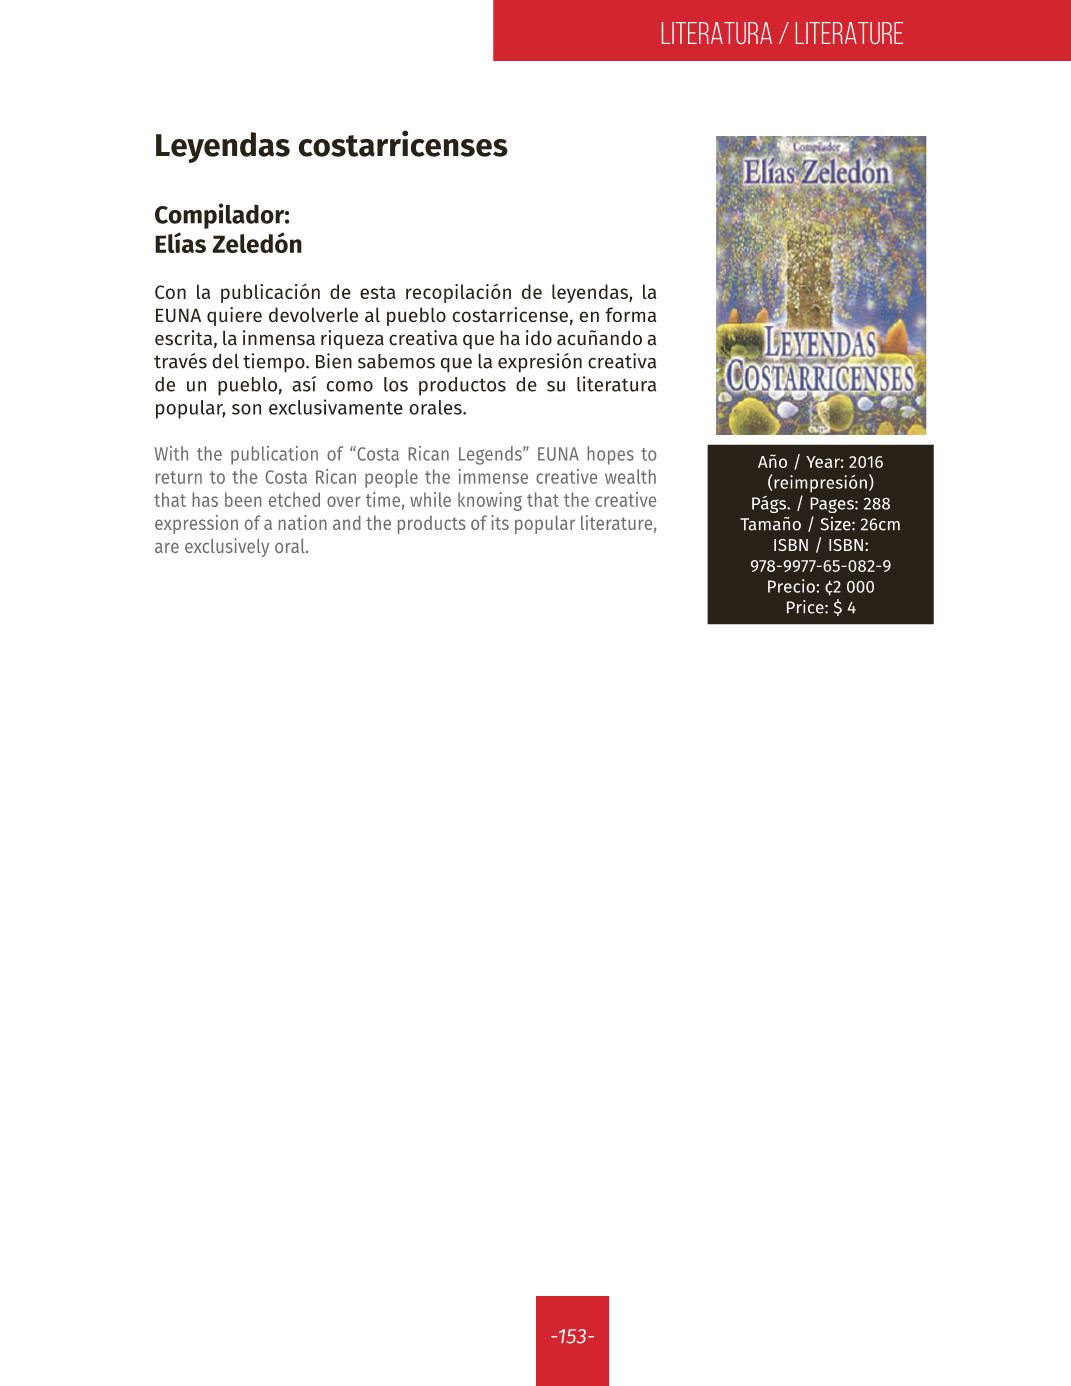 LITERATURA / LITERATURE
Leyendas costarricenses
Compilador:
Elías Zeledón
Con la publicación de esta recopilación de leyendas, la
EUNA quiere devolverle al pueblo costarricense, en forma
escrita, la inmensa riqueza creativa que ha ido acuñando a
través del tiempo. Bien sabemos que la expresión creativa
de un pueblo, así como los productos de su literatura
popular, son exclusivamente orales.
With the publication of “Costa Rican Legends” EUNA hopes to
return to the Costa Rican people the immense creative wealth
that has been etched over time, while knowing that the creative
expression of a nation and the products of its popular literature,
are exclusively oral.
Compilador
Elías Zeledón
LEYENDAS
COSTARRICENSES
euna
Año / Year: 2016
(reimpresión)
Págs. / Pages: 288
Tamaño / Size: 26cm
ISBN / ISBN:
978-9977-65-082-9
Precio: ¢2 000
Price: $ 4
-153-